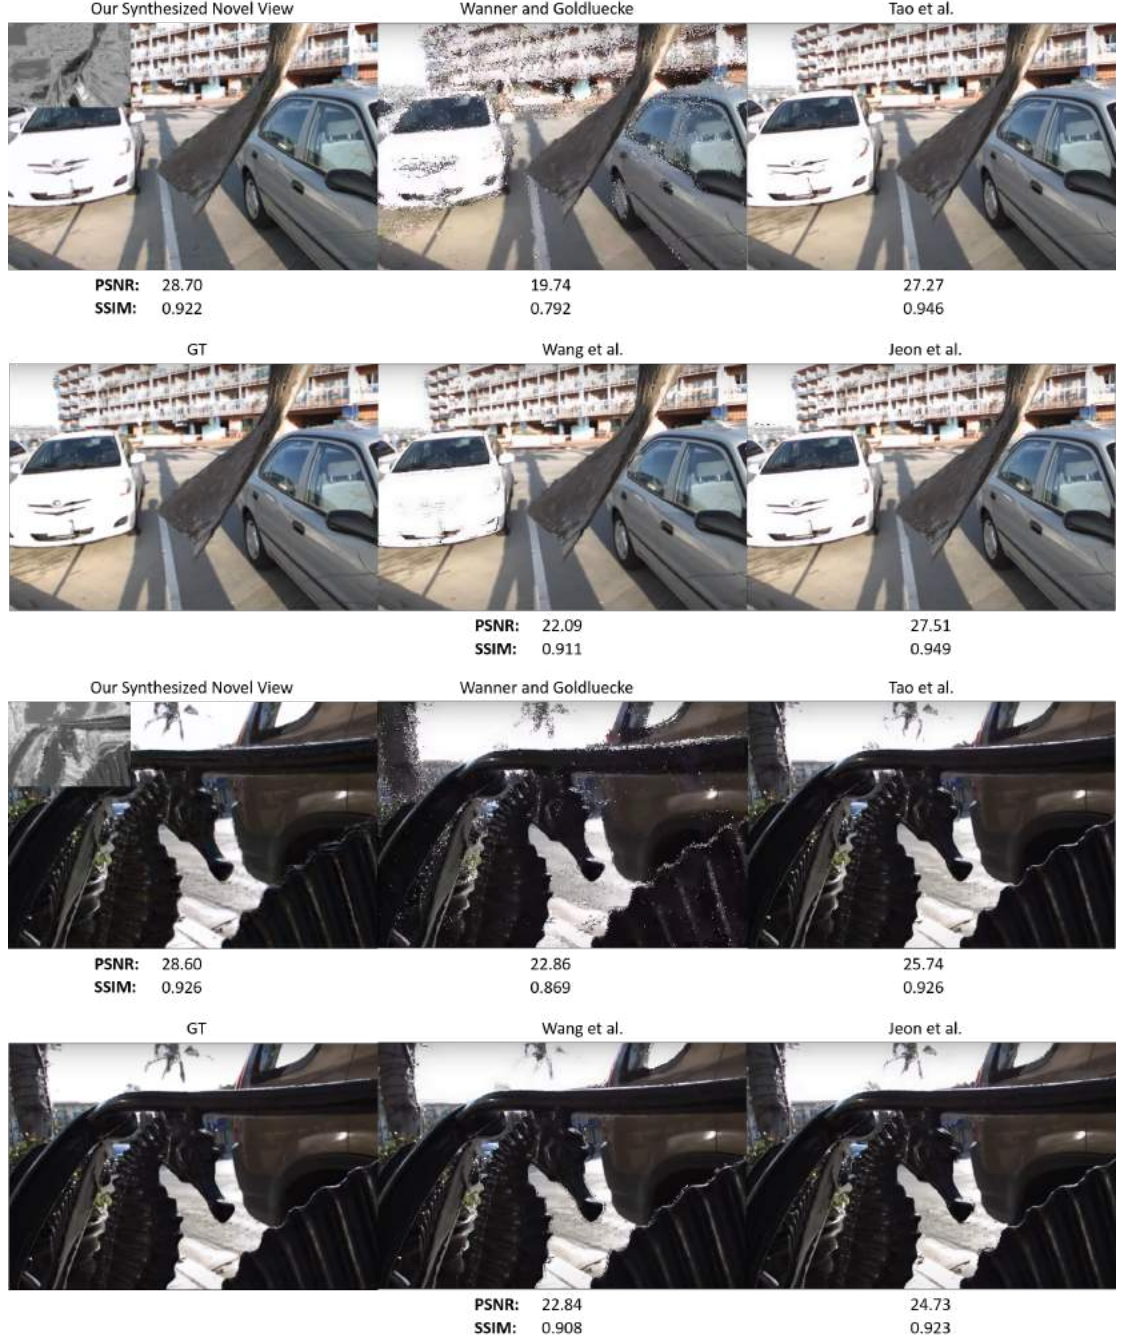 Our Synthesized Novel View Wanner and Goldluecke Tao et al.
PSNR: 28.70 19.74 27.27
SSIM: 0.922 0.792 0.946
GT Wang et al. Jeon et al.
PSNR: 22.09 27.51
SSIM: 0.911 0.949
Our Synthesized Novel View Wanner and Goldluecke Tao et al.
PSNR: 28.60 22.86 25.74
SSIM: 0.926 0.869 0.926
GT Wang et al. Jeon et al.
PSNR: 22.84 24.73
SSIM: 0.908 0.923